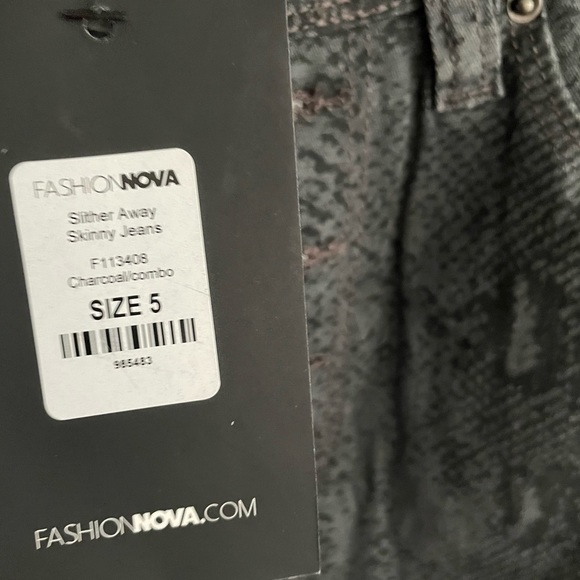 FASHIONNOVA
Slither Away
Skinny Jeans
F113408
Charcoal/combo
SIZE 5
985483
FASHIONNOVA.COM